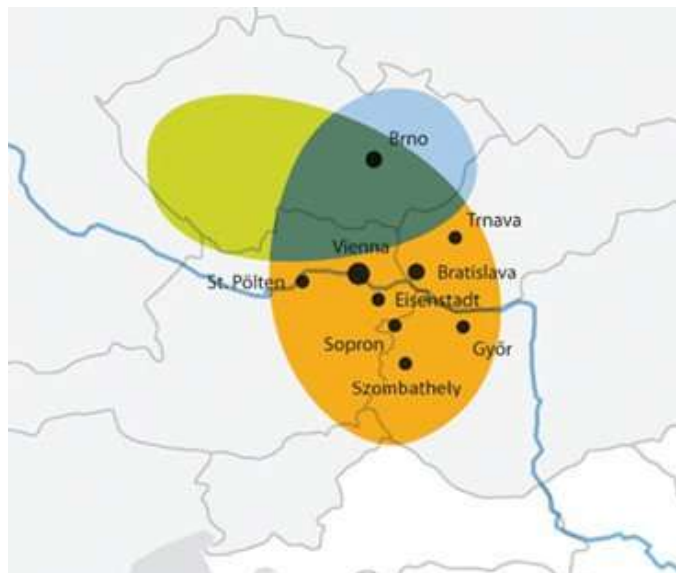 Brno
Trnava
Vienna
St. Pölten
Bratislava
Eisenstadt
Sopron
Győr
Szombathely